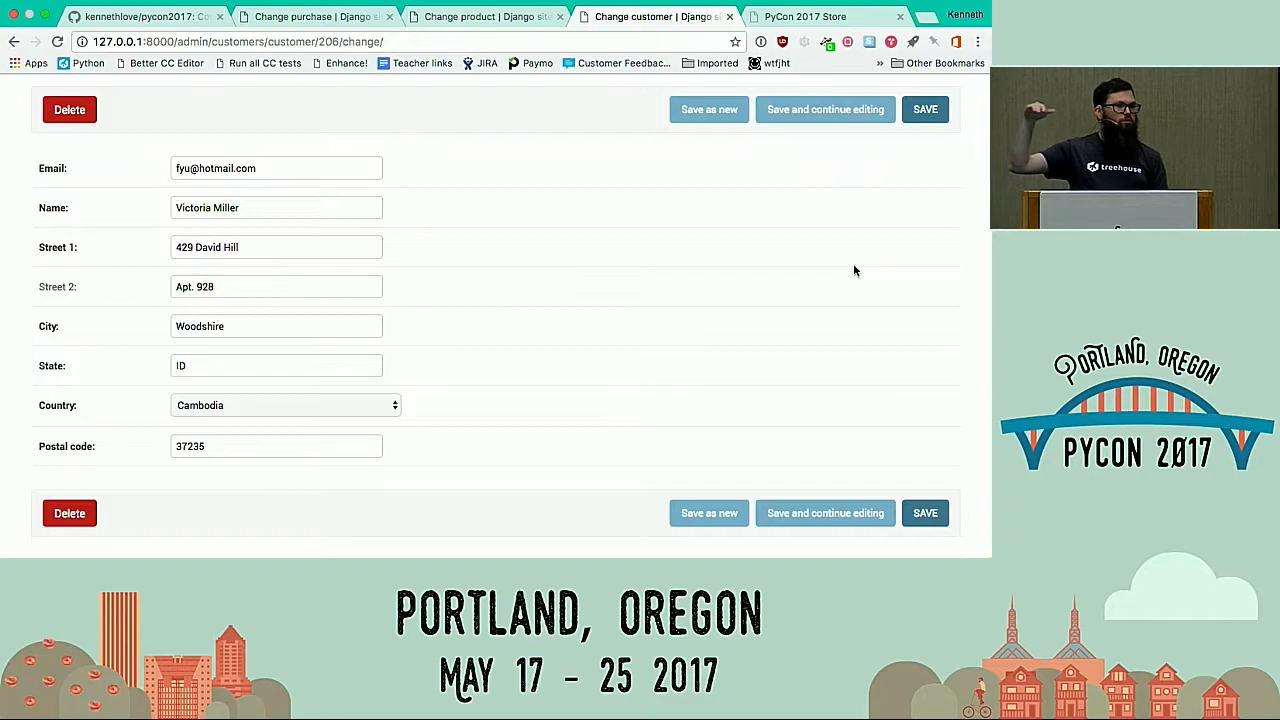 kennethlove/pycon2017: Co
Change purchase | Django si
Change product | Django site
Change customer | Django si
PyCon 2017 Store
Kenneth
127.0.0.1:8000/admin/customers/customer/206/change/
Apps
Python
Better CC Editor
Run all CC tests
Enhance!
Teacher links
JIRA
Paymo
Customer Feedbac...
Imported
wtfjht
»
Other Bookmarks
Delete
Save as new
Save and continue editing
SAVE
Email:
fyu@hotmail.com
Name:
Victoria Miller
Street 1:
429 David Hill
Street 2:
Apt. 928
City:
Woodshire
State:
ID
Country:
Cambodia
Postal code:
37235
Delete
Save as new
Save and continue editing
SAVE
treehouse
PORTLAND, OREGON
PYCON 2017
PORTLAND, OREGON
MAY 17 - 25 2017